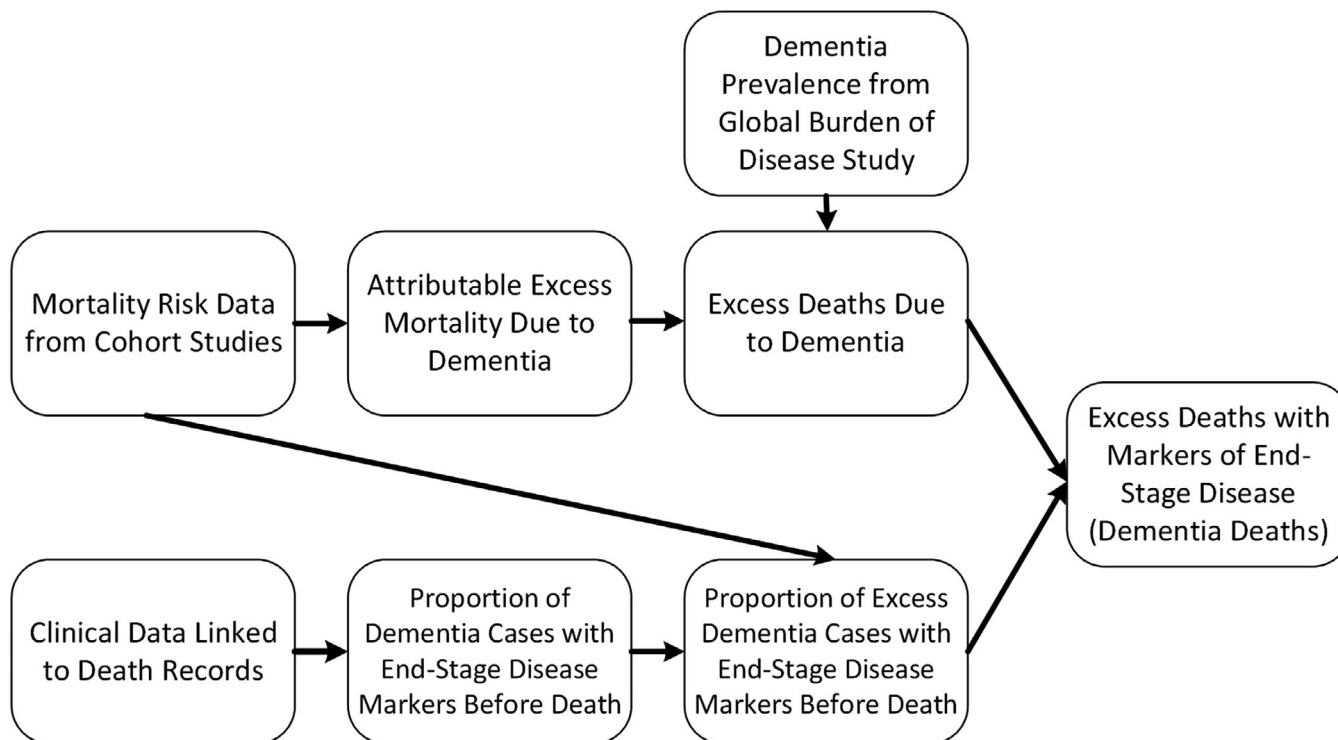 Dementia
Prevalence from
Global Burden of
Disease Study
Mortality Risk Data
from Cohort Studies
Attributable Excess
Mortality Due to
Dementia
Excess Deaths Due
to Dementia
Excess Deaths with
Markers of End-
Stage Disease
(Dementia Deaths)
Clinical Data Linked
to Death Records
Proportion of
Dementia Cases with
End-Stage Disease
Markers Before Death
Proportion of Excess
Dementia Cases with
End-Stage Disease
Markers Before Death